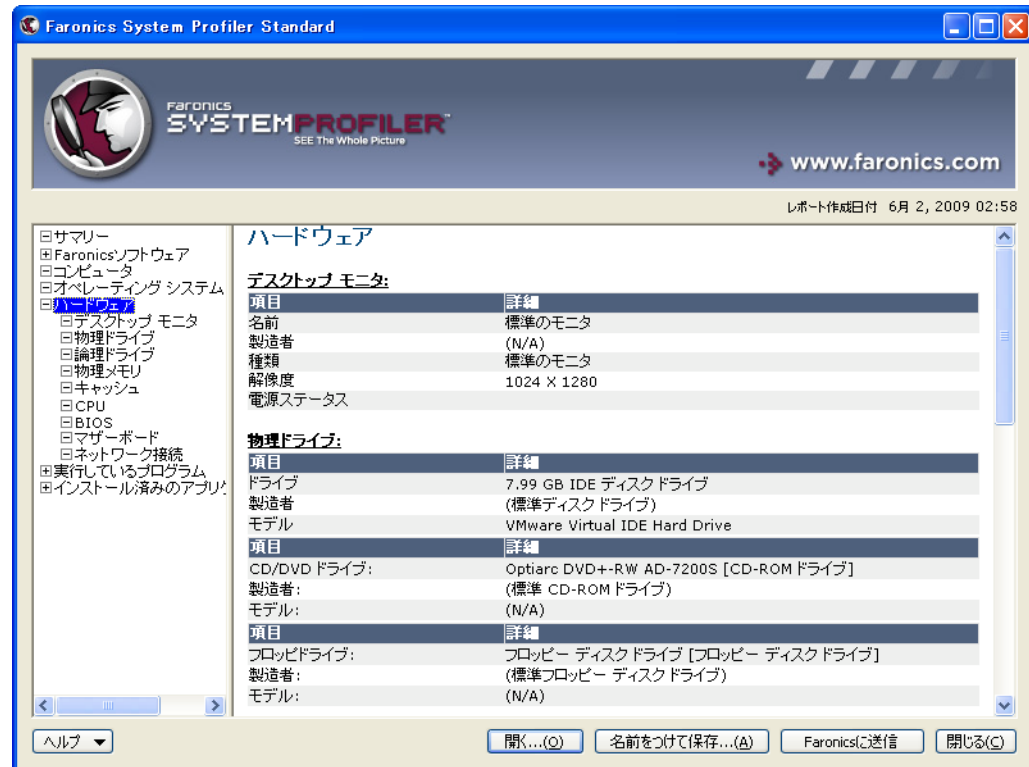 Faronics System Profiler Standard
Faronics
SYSTEMPROFILER™
SEE The Whole Picture
www.faronics.com
レポート作成日付 6月 2, 2009 02:58
サマリー
Faronicsソフトウェア
コンピュータ
オペレーティング システム
ハードウェア
デスクトップ モニタ
物理ドライブ
論理ドライブ
物理メモリ
キャッシュ
CPU
BIOS
マザーボード
ネットワーク接続
実行しているプログラム
インストール済みのアプリケ
ハードウェア
デスクトップ モニタ:
項目 詳細
名前 標準のモニタ
製造者 (N/A)
種類 標準のモニタ
解像度 1024 X 1280
電源ステータス
物理ドライブ:
項目 詳細
ドライブ 7.99 GB IDE ディスク ドライブ
製造者 (標準ディスク ドライブ)
モデル VMware Virtual IDE Hard Drive
項目 詳細
CD/DVD ドライブ: Optiarc DVD+-RW AD-7200S [CD-ROM ドライブ]
製造者: (標準 CD-ROM ドライブ)
モデル: (N/A)
項目 詳細
フロッピドライブ: フロッピー ディスク ドライブ [フロッピー ディスク ドライブ]
製造者: (標準フロッピー ディスク ドライブ)
モデル: (N/A)
ヘルプ
開く...(O)
名前をつけて保存...(A)
Faronicsに送信
閉じる(C)